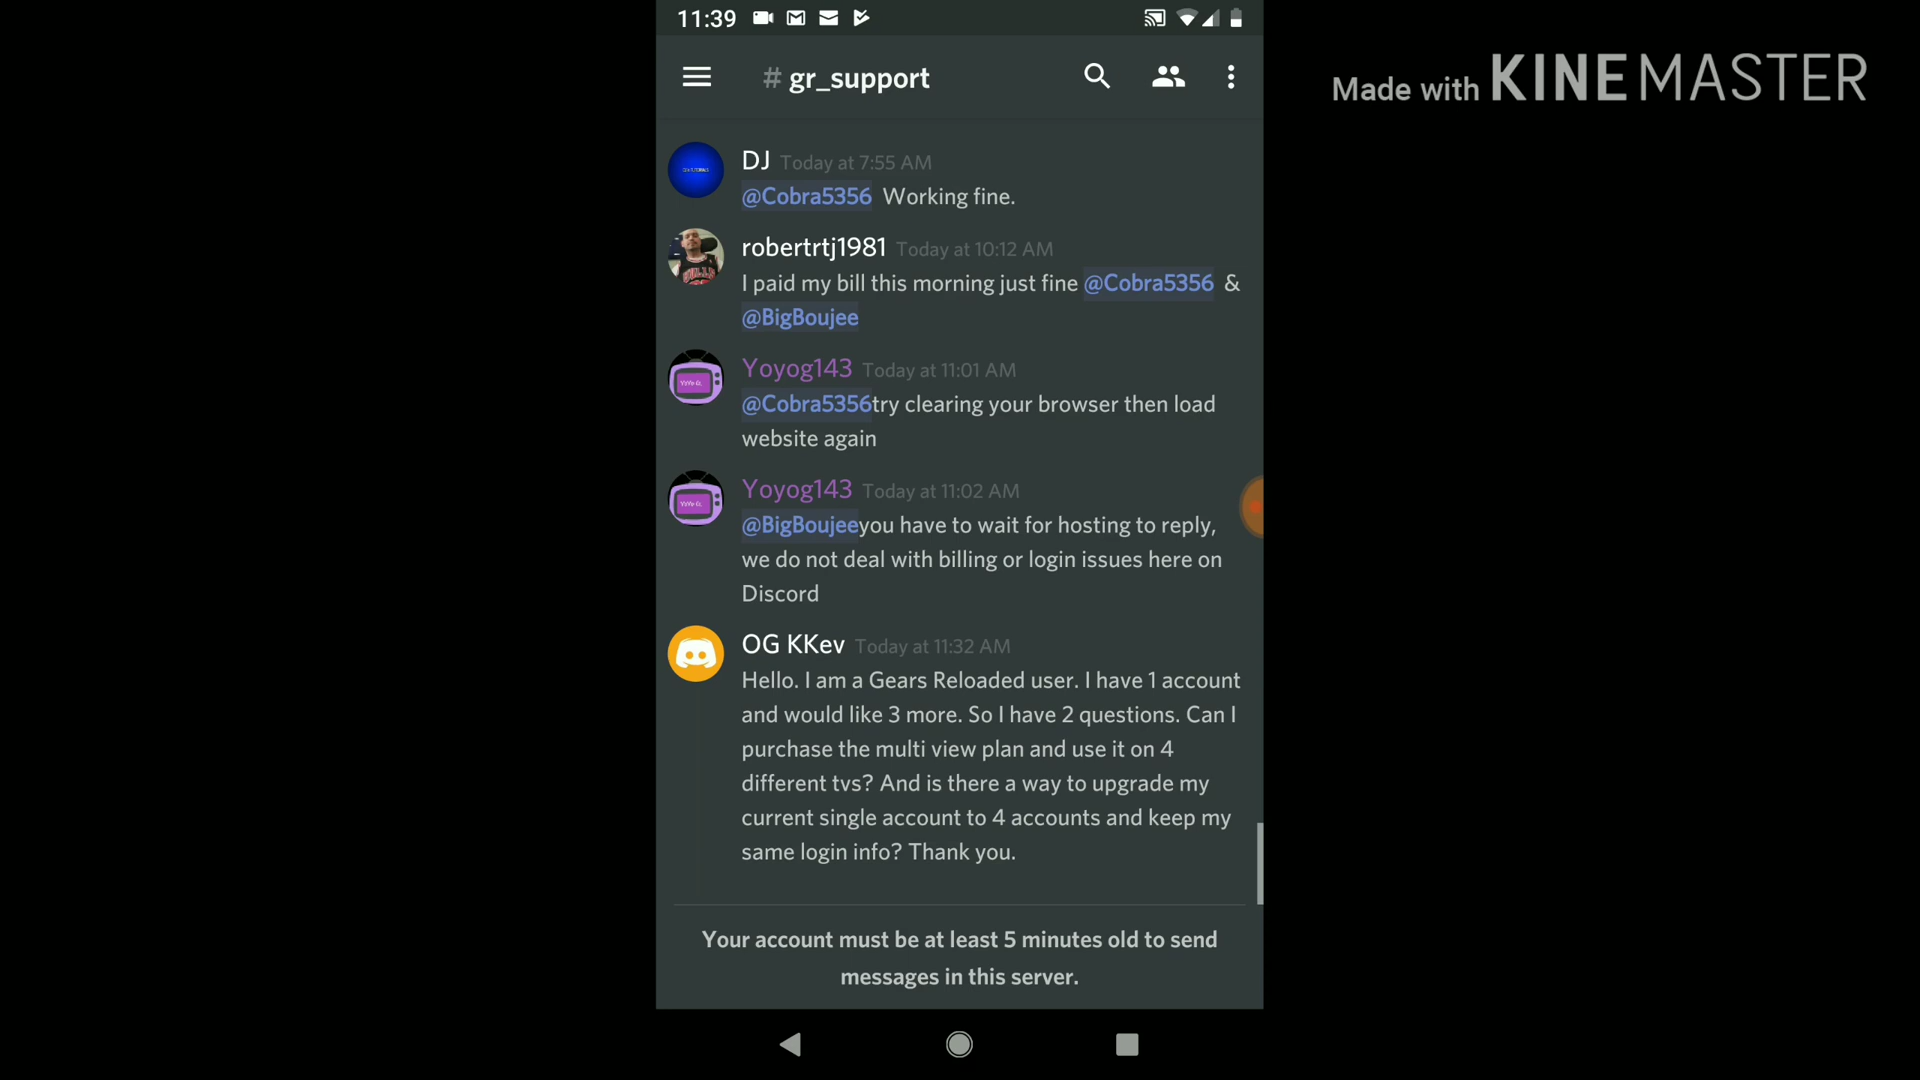 11:39
# gr_support
Made with KINEMASTER
DJ Today at 7:55 AM
@Cobra5356 Working fine.
robertrtj1981 Today at 10:12 AM
I paid my bill this morning just fine @Cobra5356 &
@BigBoujee
Yoyog143 Today at 11:01 AM
@Cobra5356try clearing your browser then load
website again
Yoyog143 Today at 11:02 AM
@BigBoujeeyou have to wait for hosting to reply,
we do not deal with billing or login issues here on
Discord
OG KKev Today at 11:32 AM
Hello. I am a Gears Reloaded user. I have 1 account
and would like 3 more. So I have 2 questions. Can I
purchase the multi view plan and use it on 4
different tvs? And is there a way to upgrade my
current single account to 4 accounts and keep my
same login info? Thank you.
Your account must be at least 5 minutes old to send
messages in this server.